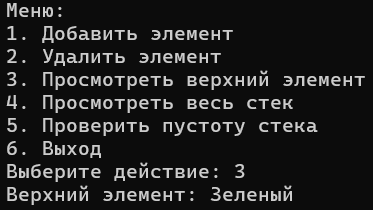 Меню:
1. Добавить элемент
2. Удалить элемент
3. Просмотреть верхний элемент
4. Просмотреть весь стек
5. Проверить пустоту стека
6. Выход
Выберите действие: 3
Верхний элемент: Зеленый